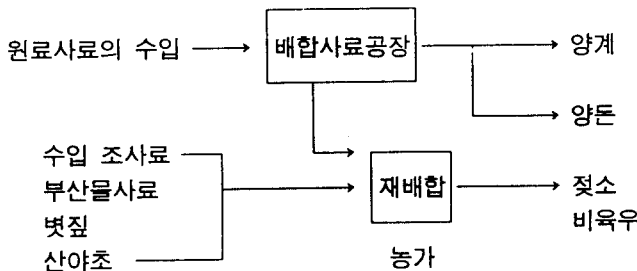 원료사료의 수입
배합사료공장
양계
양돈
수입 조사료
부산물사료
볏짚
산야초
재배합
농가
젖소
비육우